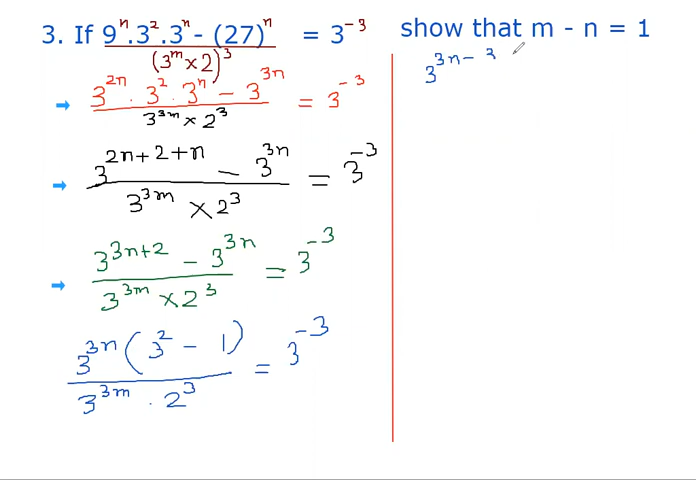 3. If 9ⁿ.3².3ⁿ - (27)ⁿ / (3ᵐ × 2)³ = 3⁻³ show that m - n = 1
→ 3²ⁿ . 3² . 3ⁿ - 3³ⁿ / 3³ᵐ × 2³ = 3⁻³
→ 3²ⁿ⁺²⁺ⁿ - 3³ⁿ / 3³ᵐ × 2³ = 3⁻³
→ 3³ⁿ⁺² - 3³ⁿ / 3³ᵐ × 2³ = 3⁻³
3³ⁿ (3² - 1) / 3³ᵐ . 2³ = 3⁻³
3³ⁿ⁻³